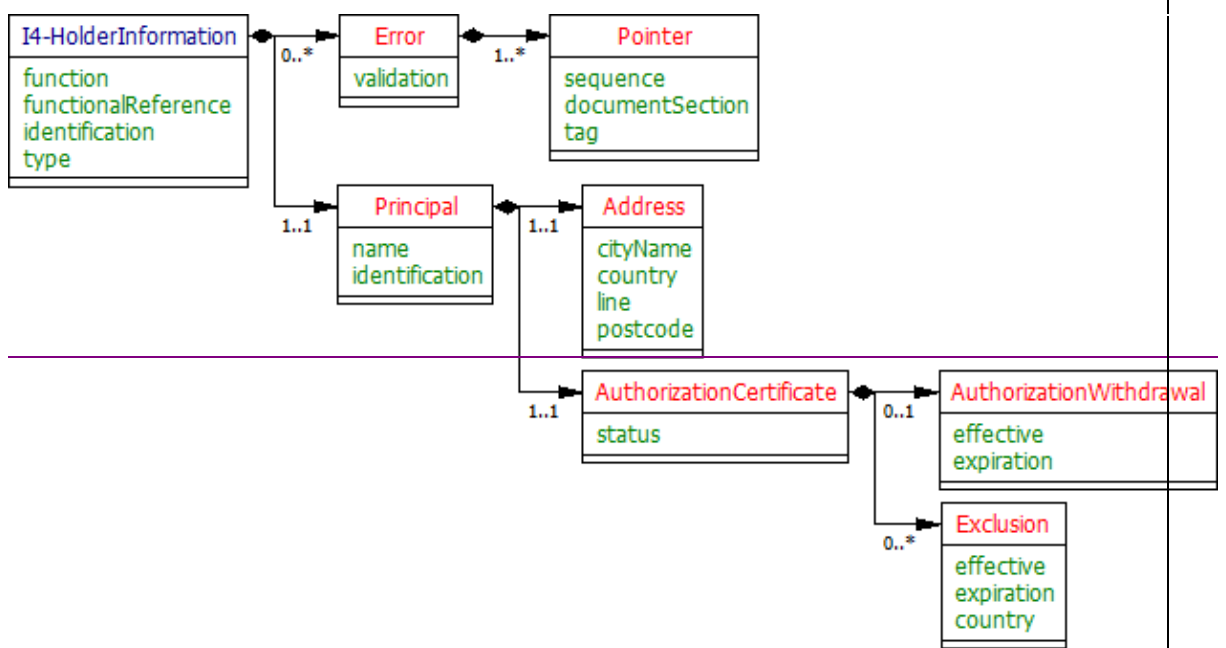 I4-HolderInformation
function
functionalReference
identification
type
0..*
Error
validation
1..*
Pointer
sequence
documentSection
tag
1..1
Principal
name
identification
1..1
Address
cityName
country
line
postcode
1..1
AuthorizationCertificate
status
0..1
AuthorizationWithdrawal
effective
expiration
0..*
Exclusion
effective
expiration
country